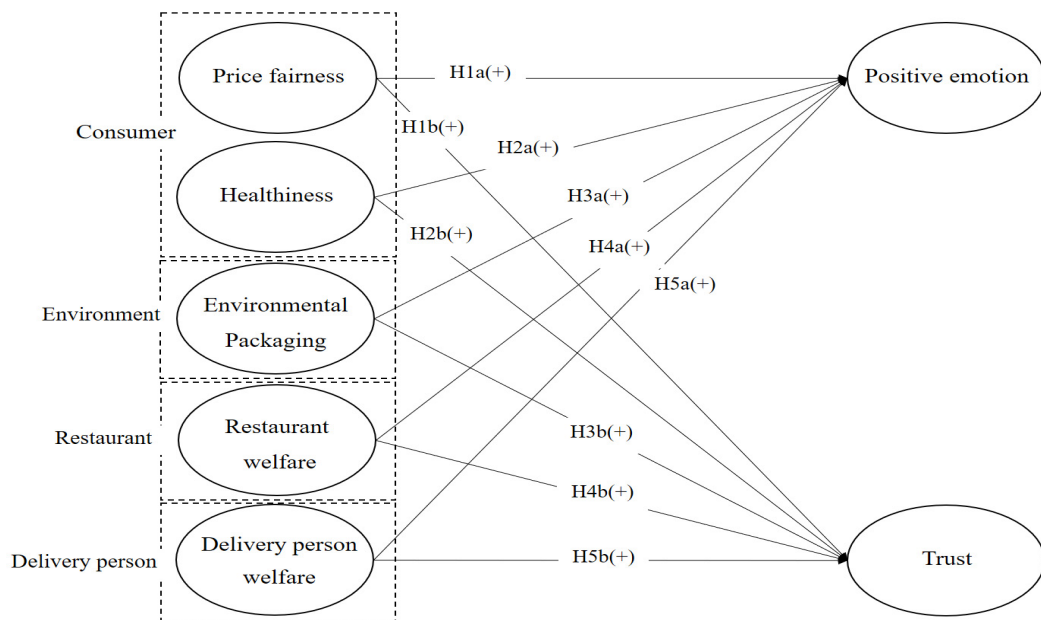 Price fairness
H1a(+)
Positive emotion
Consumer
H1b(+)
H2a(+)
Healthiness
H3a(+)
H2b(+)
H4a(+)
H5a(+)
Environment
Environmental
Packaging
Restaurant
Restaurant
welfare
H3b(+)
H4b(+)
Delivery person
Delivery person
welfare
H5b(+)
Trust